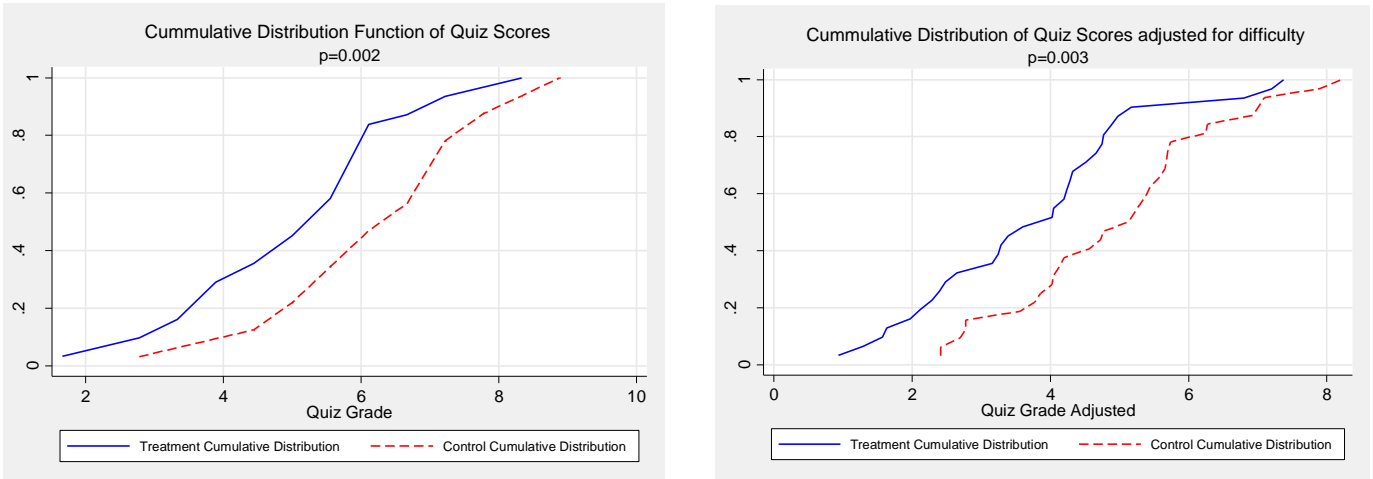 Cummulative Distribution Function of Quiz Scores
p=0.002
1
.8
.6
.4
.2
0
2 4 6 8 10
Quiz Grade
Treatment Cumulative Distribution Control Cumulative Distribution
Cummulative Distribution of Quiz Scores adjusted for difficulty
p=0.003
1
.8
.6
.4
.2
0
0 2 4 6 8
Quiz Grade Adjusted
Treatment Cumulative Distribution Control Cumulative Distribution